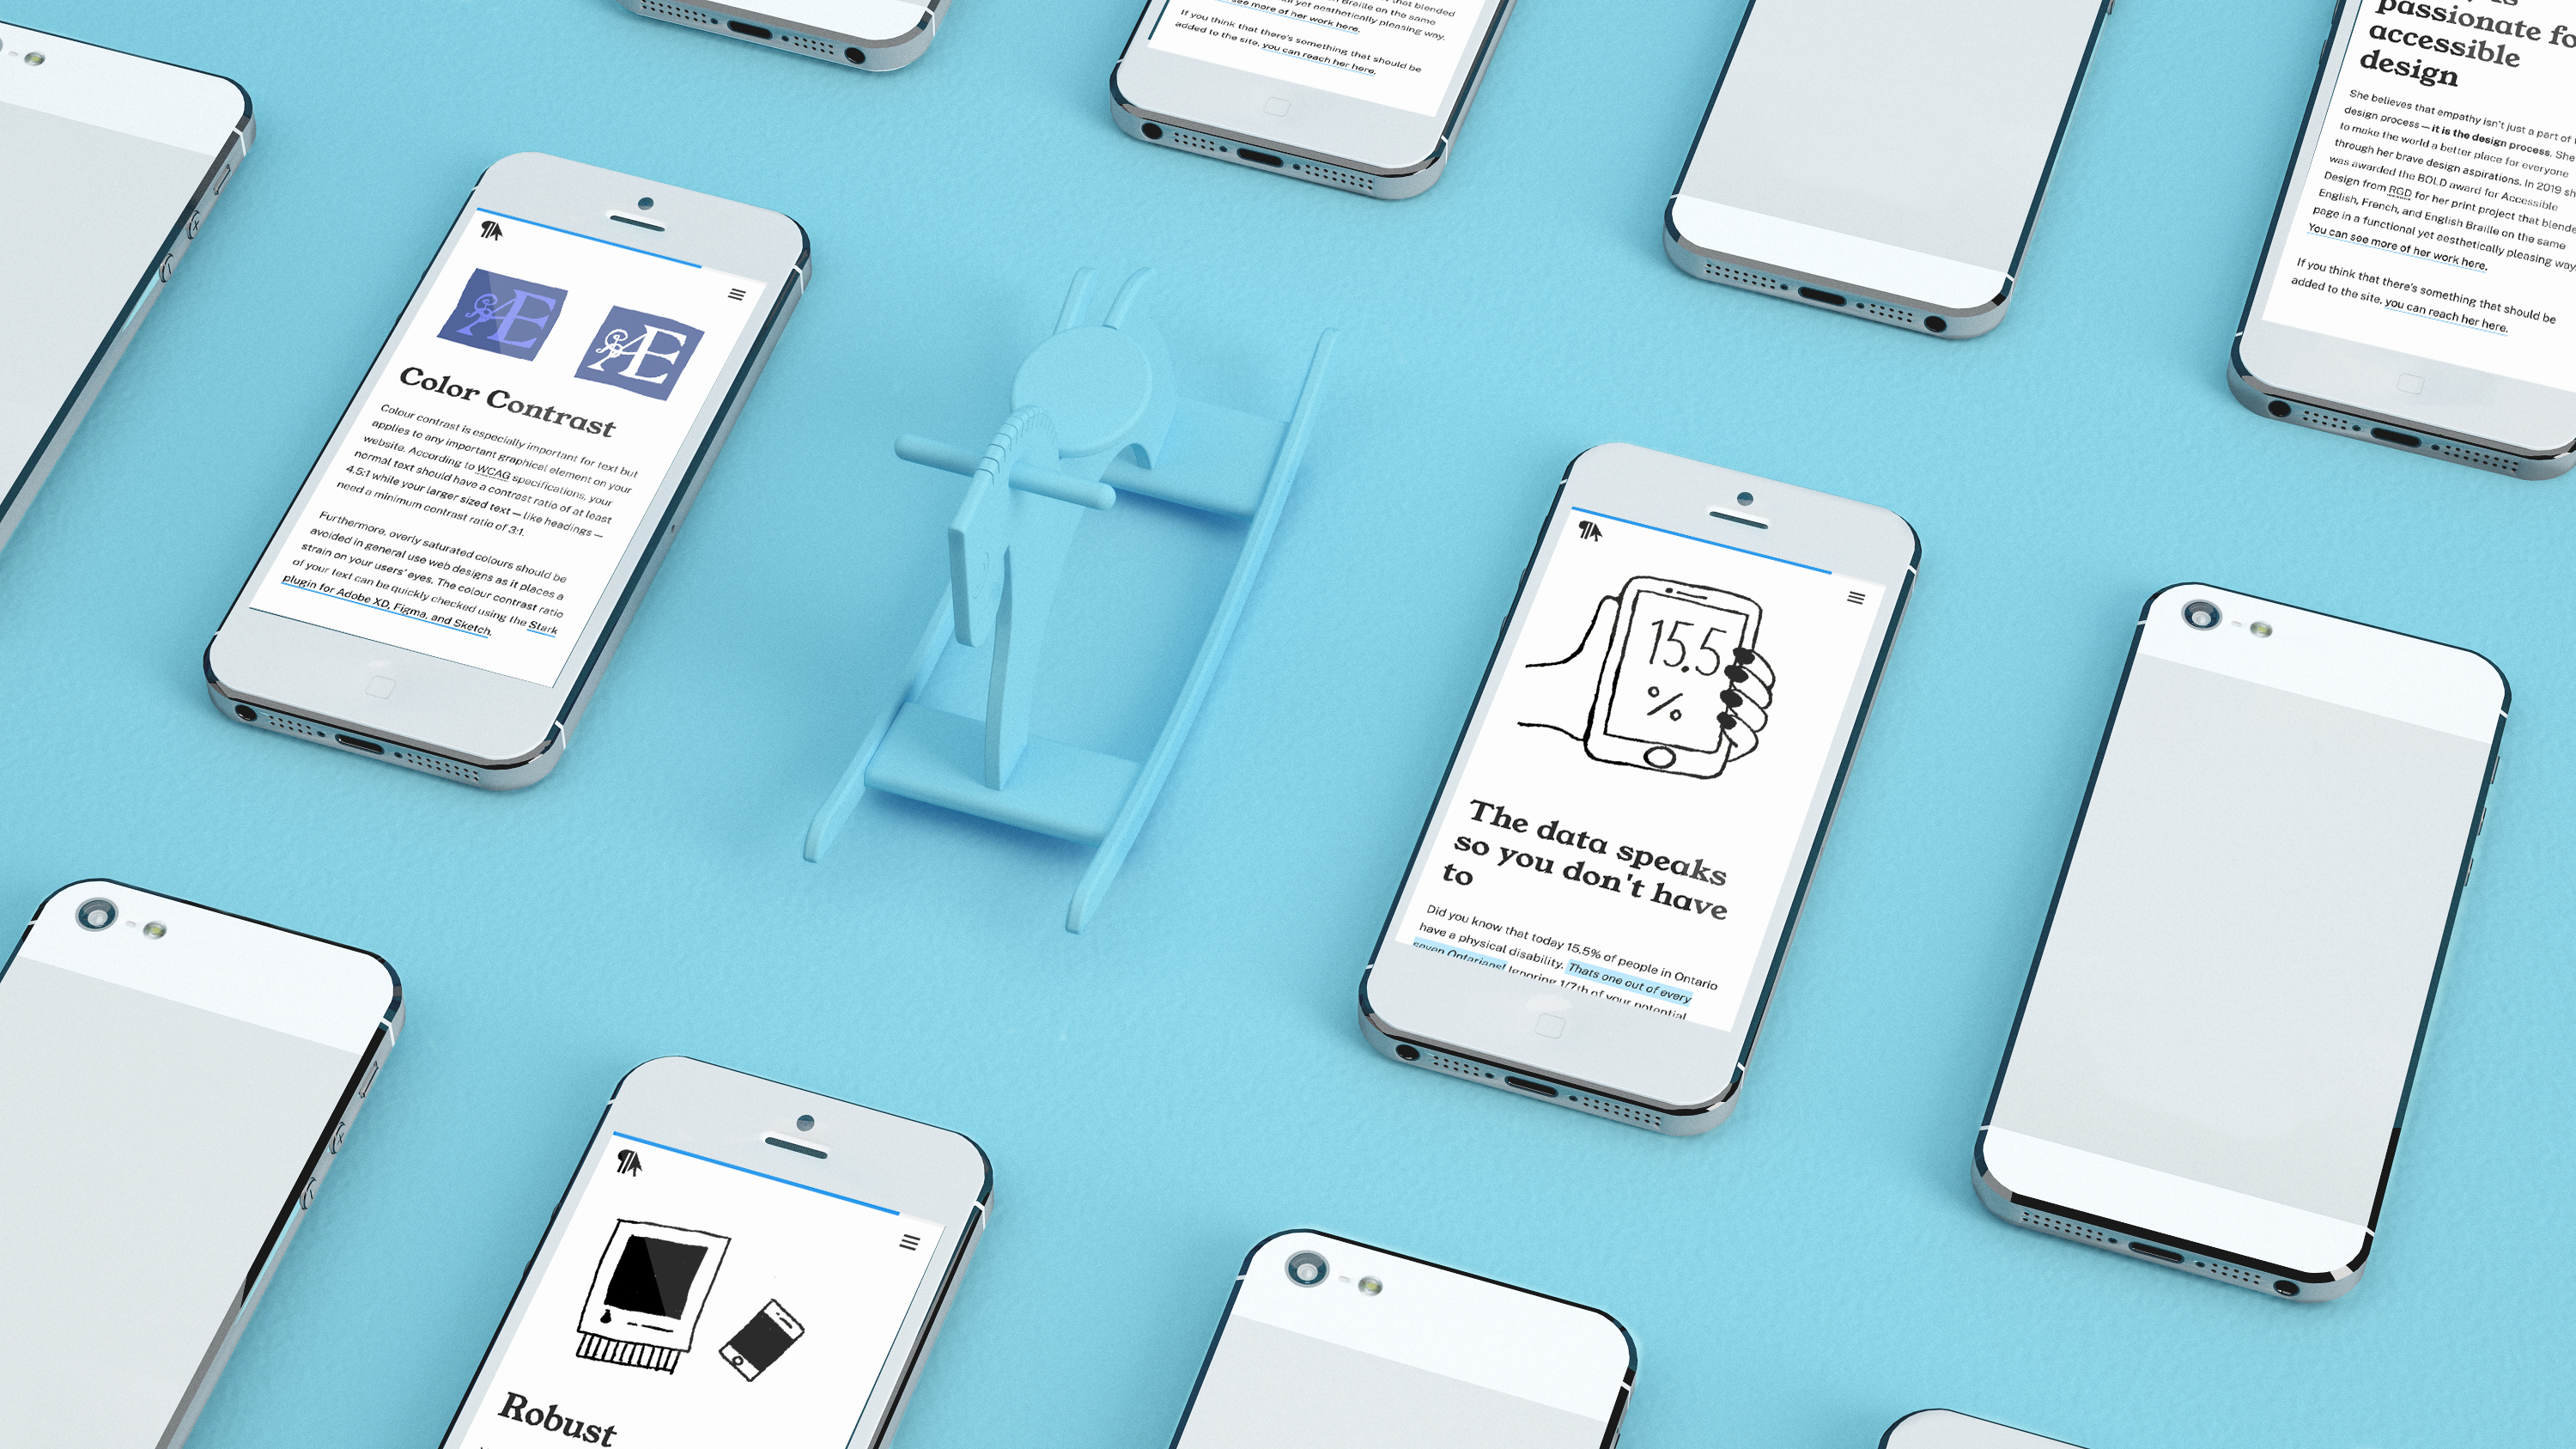 blended
Braille on the same
aesthetically pleasing way.
see more of her work here.
If you think that there's something that should be
added to the site, you can reach her here.
passionate fo
accessible
design
She believes that empathy isn't just a part of
design process — it is the design process. She
to make the world a better place for everyone
through her brave design aspirations. In 2019 sh
was awarded the BOLD award for Accessible
Design from RGD for her print project that blende
English, French, and English Braille on the same
page in a functional yet aesthetically pleasing way
You can see more of her work here.
If you think that there's something that should be
added to the site, you can reach her here.
Æ
Æ
Color Contrast
Colour contrast is especially important for text but
applies to any important graphical element on your
website. According to WCAG specifications, your
normal text should have a contrast ratio of at least
4.5:1 while your larger sized text — like headings —
need a minimum contrast ratio of 3:1.
Furthermore, overly saturated colours should be
avoided in general use web designs as it places a
strain on your users' eyes. The colour contrast ratio
of your text can be quickly checked using the Stark
plugin for Adobe XD, Figma, and Sketch.
15.5
%
The data speaks
so you don't have
to
Did you know that today 15.5% of people in Ontario
have a physical disability. Thats one out of every
seven Ontarians! Ignoring 1/7th of your potential
Robust